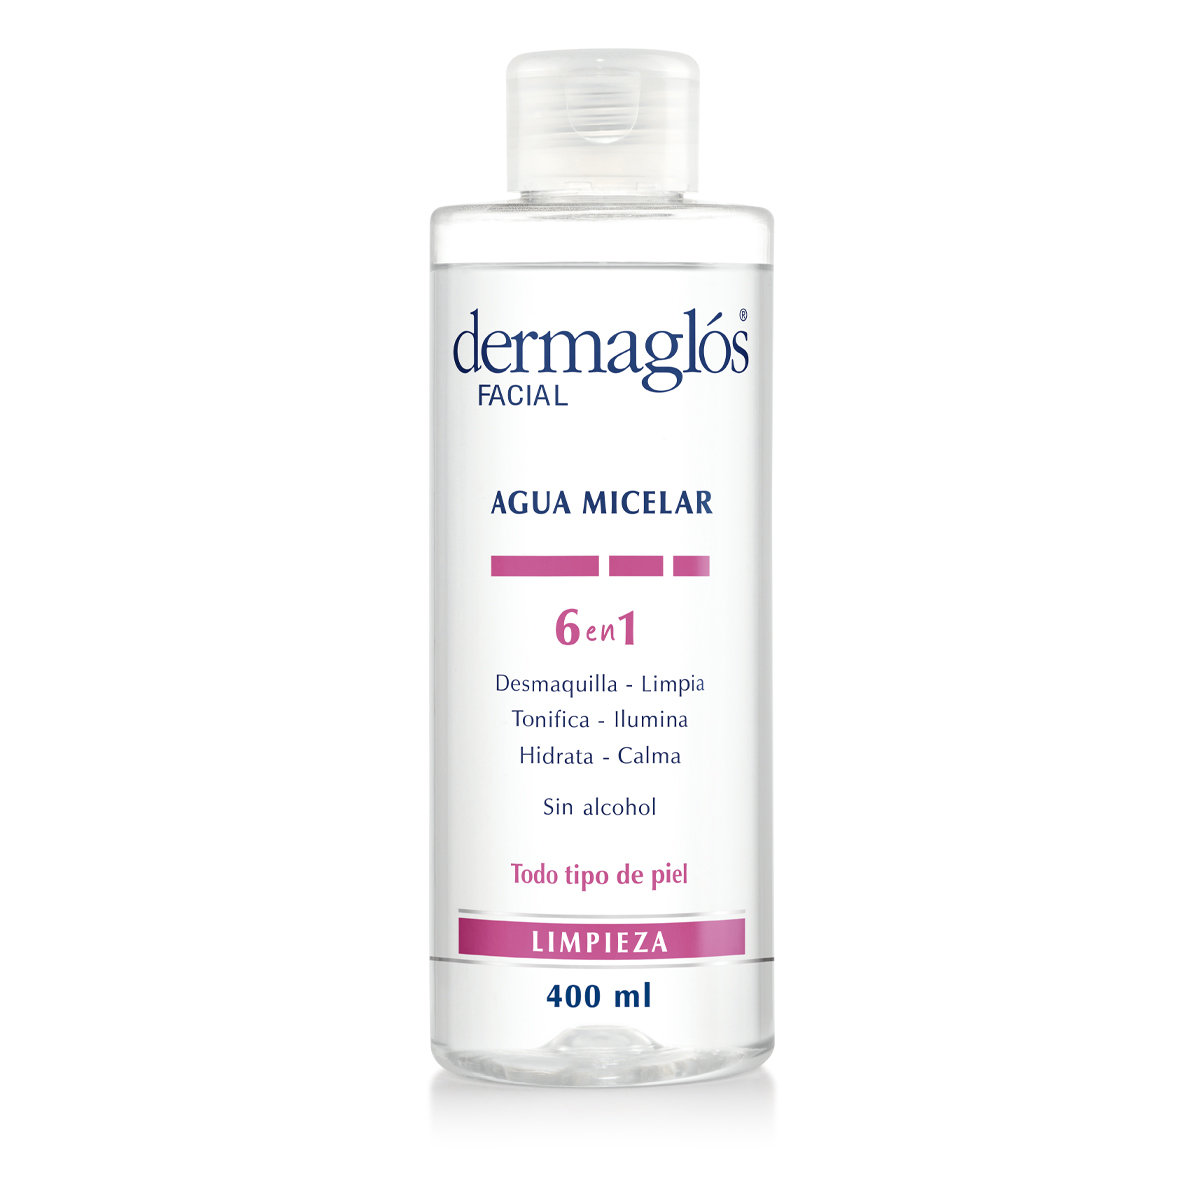 dermaglós®
FACIAL
AGUA MICELAR
6 en 1
Desmaquilla - Limpia
Tonifica - Ilumina
Hidrata - Calma
Sin alcohol
Todo tipo de piel
LIMPIEZA
400 ml